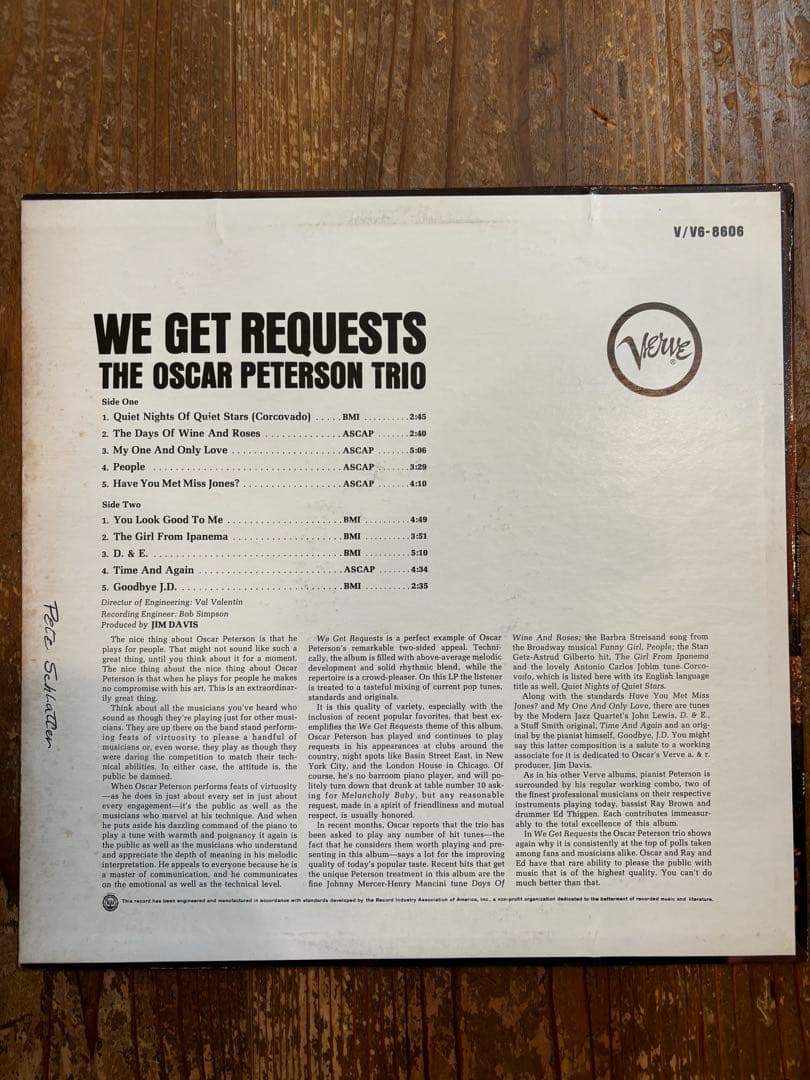 V/V6-8606
WE GET REQUESTS
THE OSCAR PETERSON TRIO
Verve
®
Side One
1. Quiet Nights Of Quiet Stars (Corcovado) . . . . . BMI . . . . . . . . . 2:45
2. The Days Of Wine And Roses . . . . . . . . . . . . . ASCAP . . . . . . . 2:40
3. My One And Only Love . . . . . . . . . . . . . . . . . . . ASCAP . . . . . . . 5:06
4. People . . . . . . . . . . . . . . . . . . . . . . . . . . . . . . . . ASCAP . . . . . . . 3:29
5. Have You Met Miss Jones? . . . . . . . . . . . . . . . . . ASCAP . . . . . . . 4:10
Side Two
1. You Look Good To Me . . . . . . . . . . . . . . . . . . . . BMI . . . . . . . . . 4:49
2. The Girl From Ipanema . . . . . . . . . . . . . . . . . . . BMI . . . . . . . . . 3:51
3. D. & E. . . . . . . . . . . . . . . . . . . . . . . . . . . . . . . . . BMI . . . . . . . . . 5:10
4. Time And Again . . . . . . . . . . . . . . . . . . . . . . . . . ASCAP . . . . . . . 4:34
5. Goodbye J.D. . . . . . . . . . . . . . . . . . . . . . . . . . . . BMI . . . . . . . . . 2:35
Director of Engineering: Val Valentin
Recording Engineer: Bob Simpson
Produced by JIM DAVIS
The nice thing about Oscar Peterson is that he
plays for people. That might not sound like such a
great thing, until you think about it for a moment.
The nice thing about the nice thing about Oscar
Peterson is that when he plays for people he makes
no compromise with his art. This is an extraordinar-
ily great thing.
Think about all the musicians you've heard who
sound as though they're playing just for other musi-
cians. They are up there on the band stand perform-
ing feats of virtuosity to please a handful of
musicians or, even worse, they play as though they
were daring the competition to match their tech-
nical abilities. In either case, the attitude is, the
public be damned.
When Oscar Peterson performs feats of virtuosity
—as he does in just about every set in just about
every engagement—it's the public as well as the
musicians who marvel at his technique. And when
he puts aside his dazzling command of the piano to
play a tune with warmth and poignancy it again is
the public as well as the musicians who understand
and appreciate the depth of meaning in his melodic
interpretation. He appeals to everyone because he is
a master of communication, and he communicates
on the emotional as well as the technical level.
We Get Requests is a perfect example of Oscar
Peterson's remarkable two-sided appeal. Techni-
cally, the album is filled with above-average melodic
development and solid rhythmic blend, while the
repertoire is a crowd-pleaser. On this LP the listener
is treated to a tasteful mixing of current pop tunes,
standards and originals.
It is this quality of variety, especially with the
inclusion of recent popular favorites, that best ex-
emplifies the We Get Requests theme of this album.
Oscar Peterson has played and continues to play
requests in his appearances at clubs around the
country, night spots like Basin Street East, in New
York City, and the London House in Chicago. Of
course, he's no barroom piano player, and will po-
litely turn down that drunk at table number 10 ask-
ing for Melancholy Baby, but any reasonable
request, made in a spirit of friendliness and mutual
respect, is usually honored.
In recent months, Oscar reports that the trio has
been asked to play any number of hit tunes—the
fact that he considers them worth playing and pre-
senting in this album—says a lot for the improving
quality of today's popular taste. Recent hits that get
the unique Peterson treatment in this album are the
fine Johnny Mercer-Henry Mancini tune Days Of
Wine And Roses; the Barbra Streisand song from
the Broadway musical Funny Girl, People; the Stan
Getz-Astrud Gilberto hit, The Girl From Ipanema
and the lovely Antonio Carlos Jobim tune Corco-
vado, which is listed here with its English language
title as well, Quiet Nights of Quiet Stars.
Along with the standards Have You Met Miss
Jones? and My One And Only Love, there are tunes
by the Modern Jazz Quartet's John Lewis, D. & E.,
a Stuff Smith original, Time And Again and an orig-
inal by the pianist himself, Goodbye, J.D. You might
say this latter composition is a salute to a working
associate for it is dedicated to Oscar's Verve a. & r.
producer, Jim Davis.
As in his other Verve albums, pianist Peterson is
surrounded by his regular working combo, two of
the finest professional musicians on their respective
instruments playing today, bassist Ray Brown and
drummer Ed Thigpen. Each contributes immeasur-
ably to the total excellence of this album.
In We Get Requests the Oscar Peterson trio shows
again why it is consistently at the top of polls taken
among fans and musicians alike. Oscar and Ray and
Ed have that rare ability to please the public with
music that is of the highest quality. You can't do
much better than that.
This record has been engineered and manufactured in accordance with standards developed by the Record Industry Association of America, Inc., a non-profit organization dedicated to the betterment of recorded music and literature.
Pete Schlatter